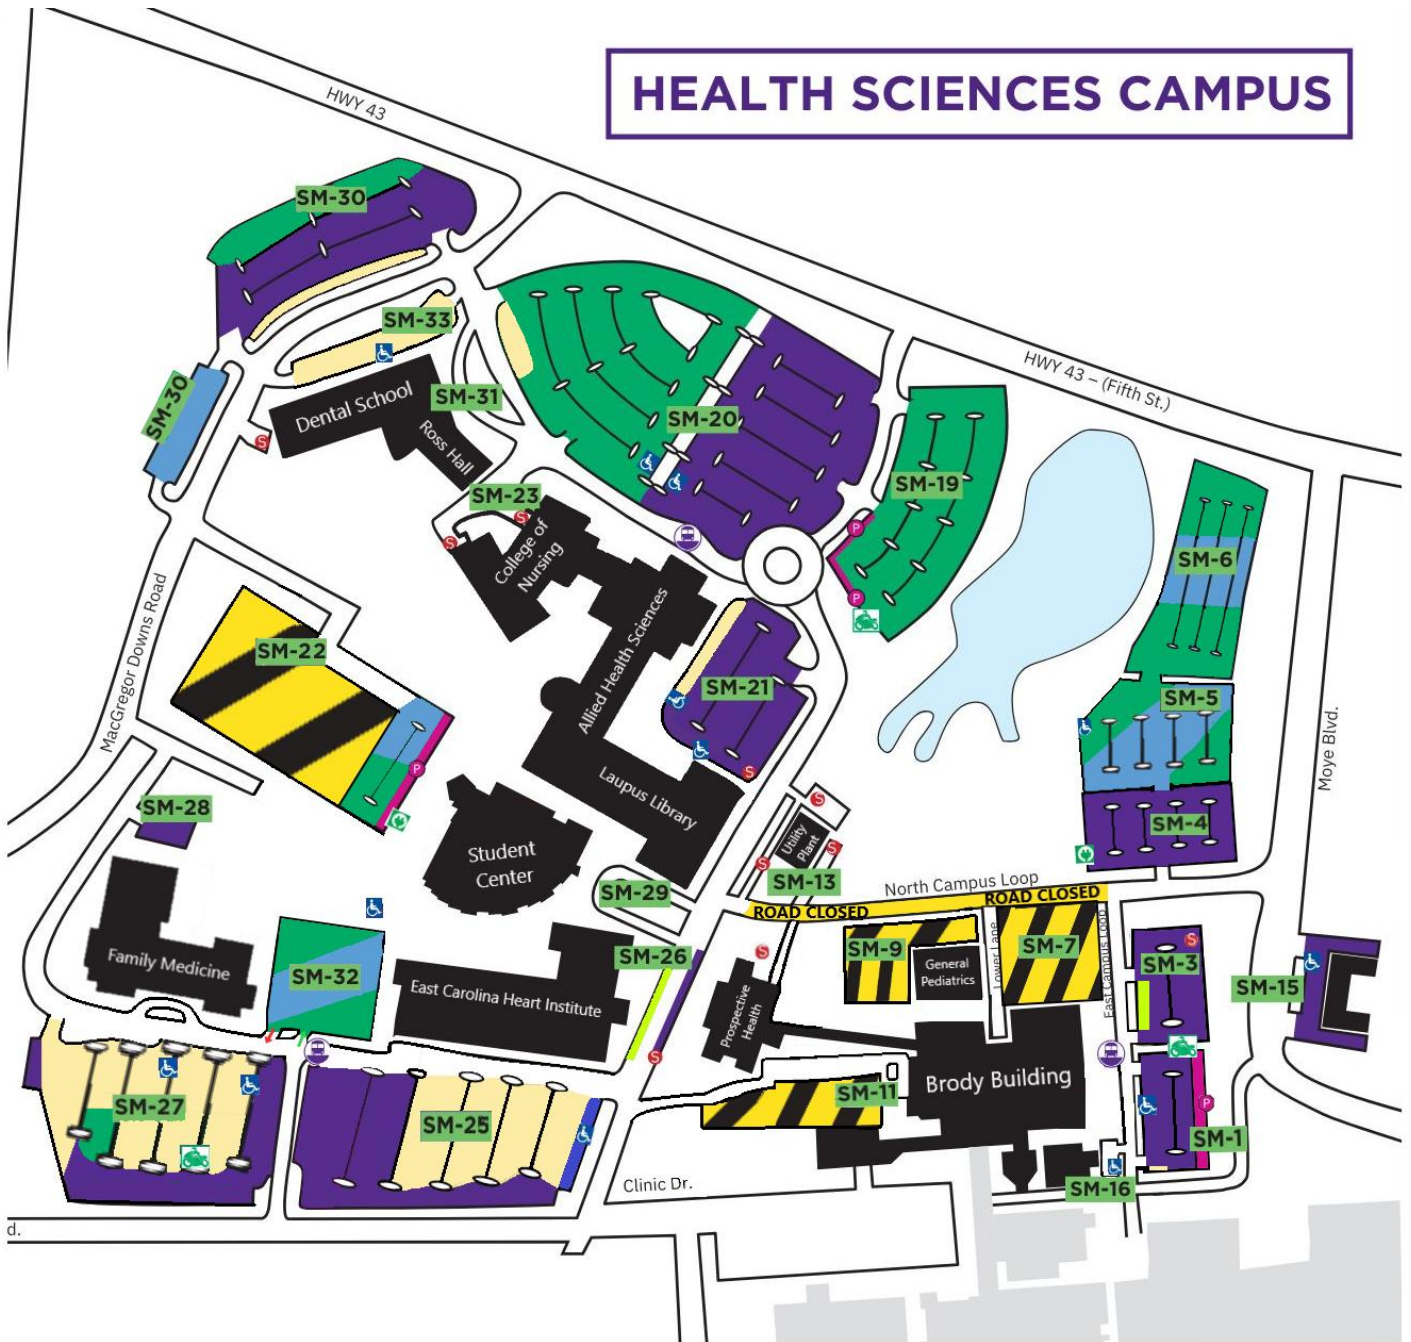 HEALTH SCIENCES CAMPUS
HWY 43
SM-30
SM-33
HWY 43 – (Fifth St.)
SM-30
Dental School
SM-31
SM-20
Ross Hall
SM-19
SM-23
College of
Nursing
SM-6
Allied Health Sciences
MacGregor Downs Road
SM-22
SM-21
SM-5
Moye Blvd.
Laupus Library
SM-28
SM-4
Utility
Plant
Student
Center
SM-13
North Campus Loop
SM-29
ROAD CLOSED
ROAD CLOSED
Family Medicine
SM-32
East Carolina Heart Institute
SM-26
SM-9
General
Pediatrics
Lower Lane
SM-7
East Campus Loop
SM-3
SM-15
Prospective
Health
SM-27
SM-25
SM-11
Brody Building
SM-1
Clinic Dr.
SM-16
d.
S
S
S
S
S
S
S
S
S
S
P
P
P
P